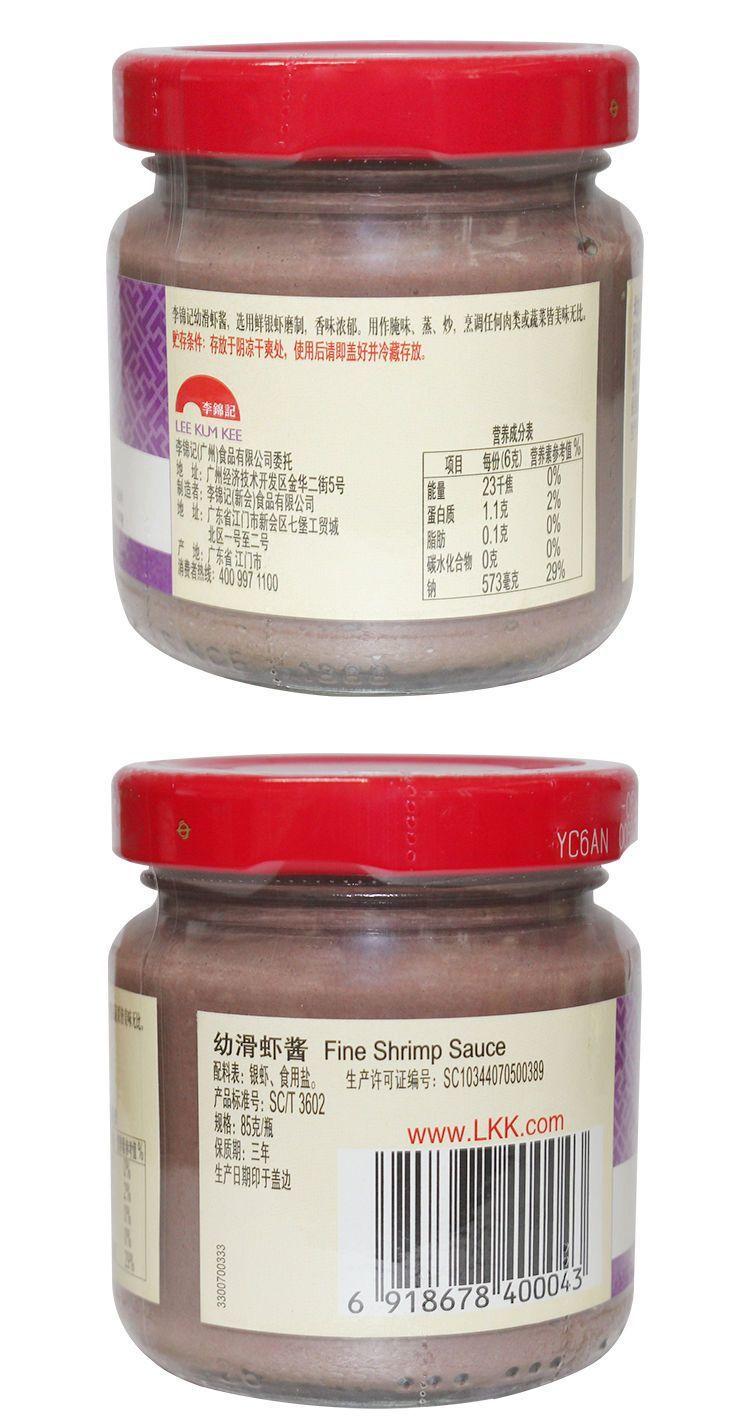 李锦记幼滑虾酱，选用鲜银虾磨制，香味浓郁。用作腌味、蒸、炒，烹调任何肉类或蔬菜皆美味无比。
贮存条件：存放于阴凉干爽处，使用后请即盖好并冷藏存放。
李錦記
LEE KUM KEE
李锦记(广州)食品有限公司委托
地 址：广州经济技术开发区金华二街5号
制造者：李锦记(新会)食品有限公司
地 址：广东省江门市新会区七堡工贸城
北区一号至二号
产 地：广东省 江门市
消费者热线：400 997 1100
营养成分表
项目 每份(6克) 营养素参考值 %
能量 23千焦 0%
蛋白质 1.1克 2%
脂肪 0.1克 0%
碳水化合物 0克 0%
钠 573毫克 29%
SINCE 1888
YC6AN
幼滑虾酱 Fine Shrimp Sauce
配料表：银虾、食用盐。 生产许可证编号：SC10344070500389
产品标准号：SC/T 3602
规格：85克/瓶
保质期：三年
生产日期印于盖边
www.LKK.com
3300700333
6 918678 400043